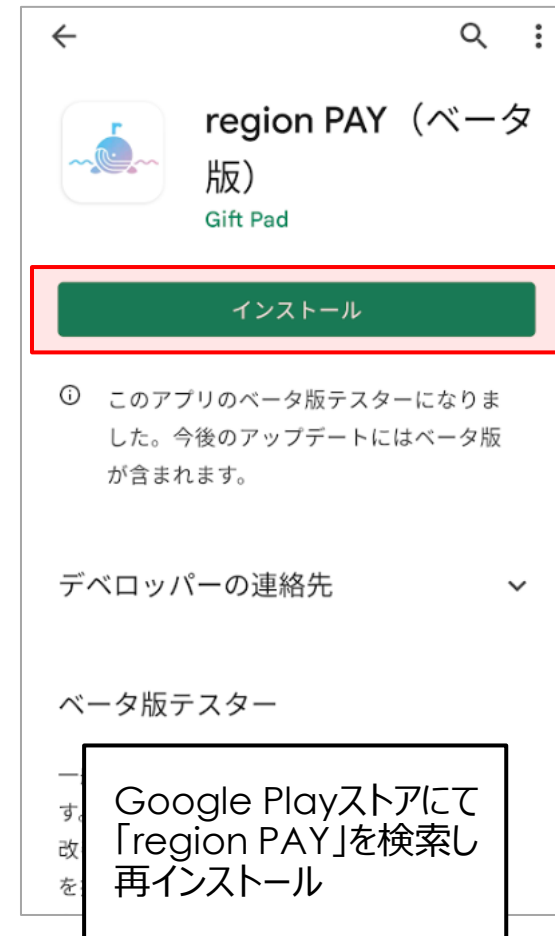 region PAY（ベータ
版）
Gift Pad
インストール
このアプリのベータ版テスターになりま
した。今後のアップデートにはベータ版
が含まれます。
デベロッパーの連絡先
ベータ版テスター
す。
改
を
Google Playストアにて
「region PAY」を検索し
再インストール